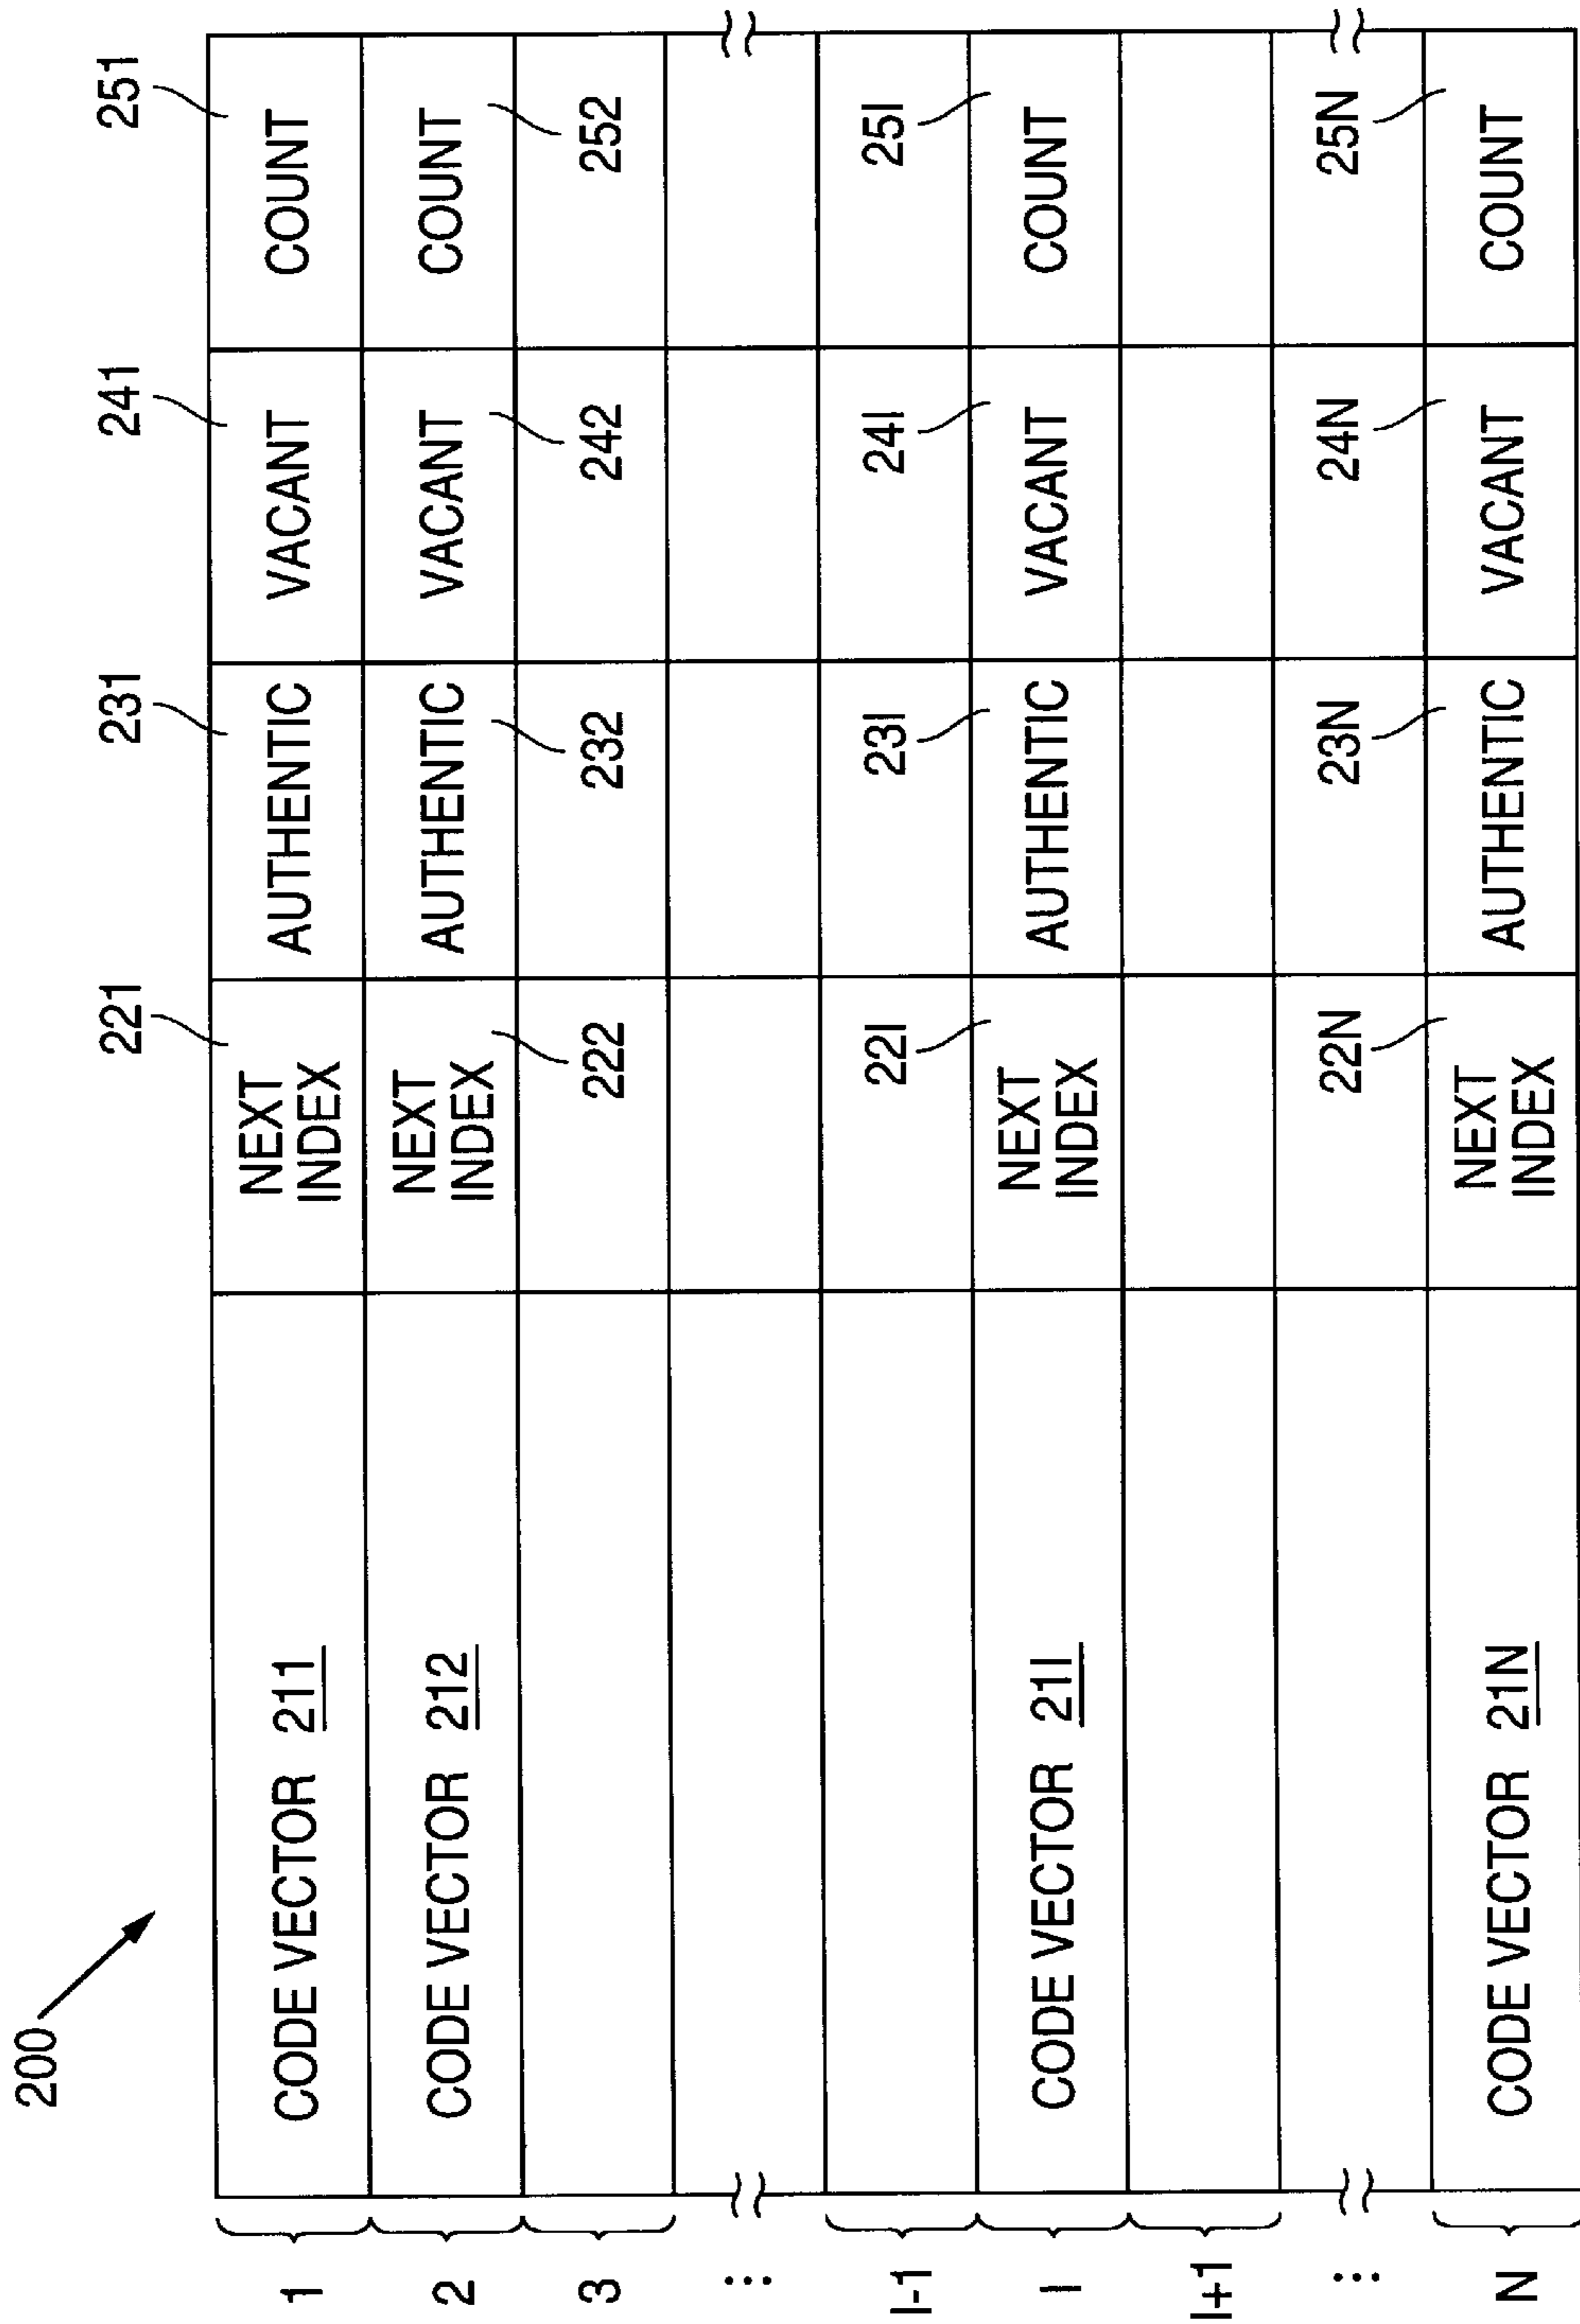 200
221 231 241 251
1 CODE VECTOR 211 NEXT INDEX AUTHENTIC VACANT COUNT
2 CODE VECTOR 212 NEXT INDEX AUTHENTIC VACANT COUNT
3 222 232 242 252
⋮
I-1 22I 23I 24I 25I
I CODE VECTOR 21I NEXT INDEX AUTHENTIC VACANT COUNT
I+1
⋮ 22N 23N 24N 25N
N CODE VECTOR 21N NEXT INDEX AUTHENTIC VACANT COUNT